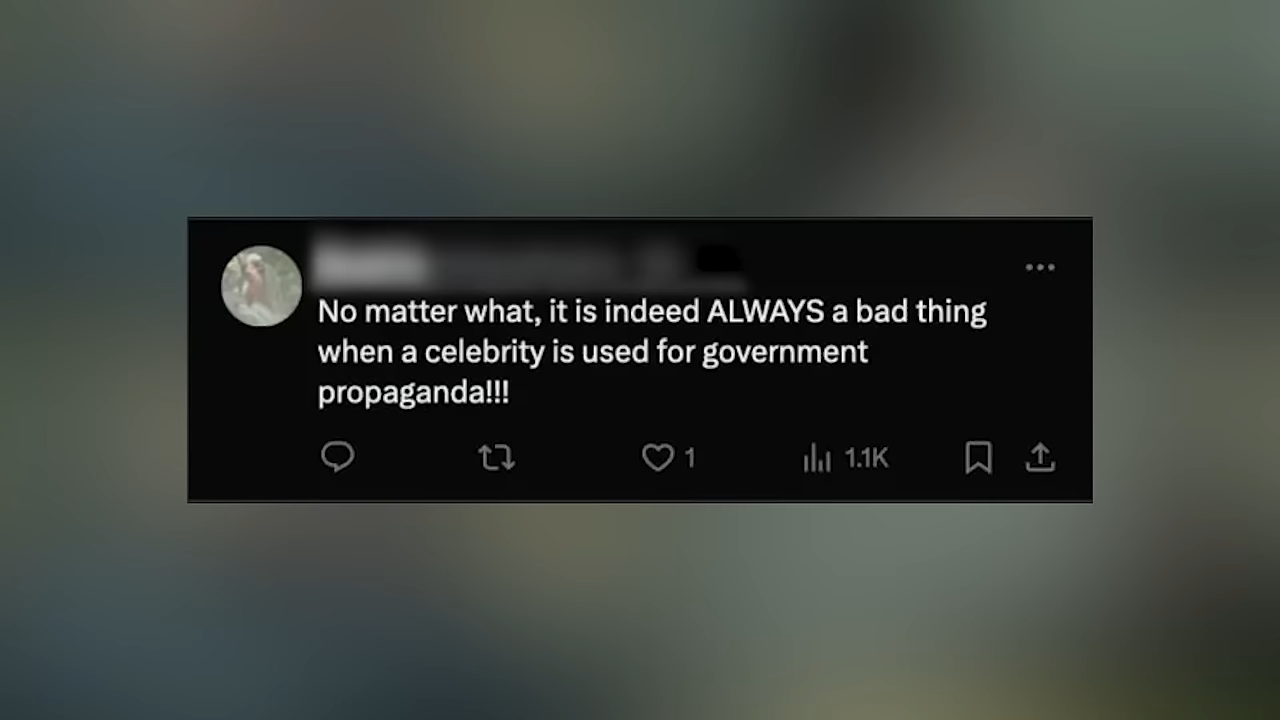 No matter what, it is indeed ALWAYS a bad thing
when a celebrity is used for government
propaganda!!!
1 1.1K